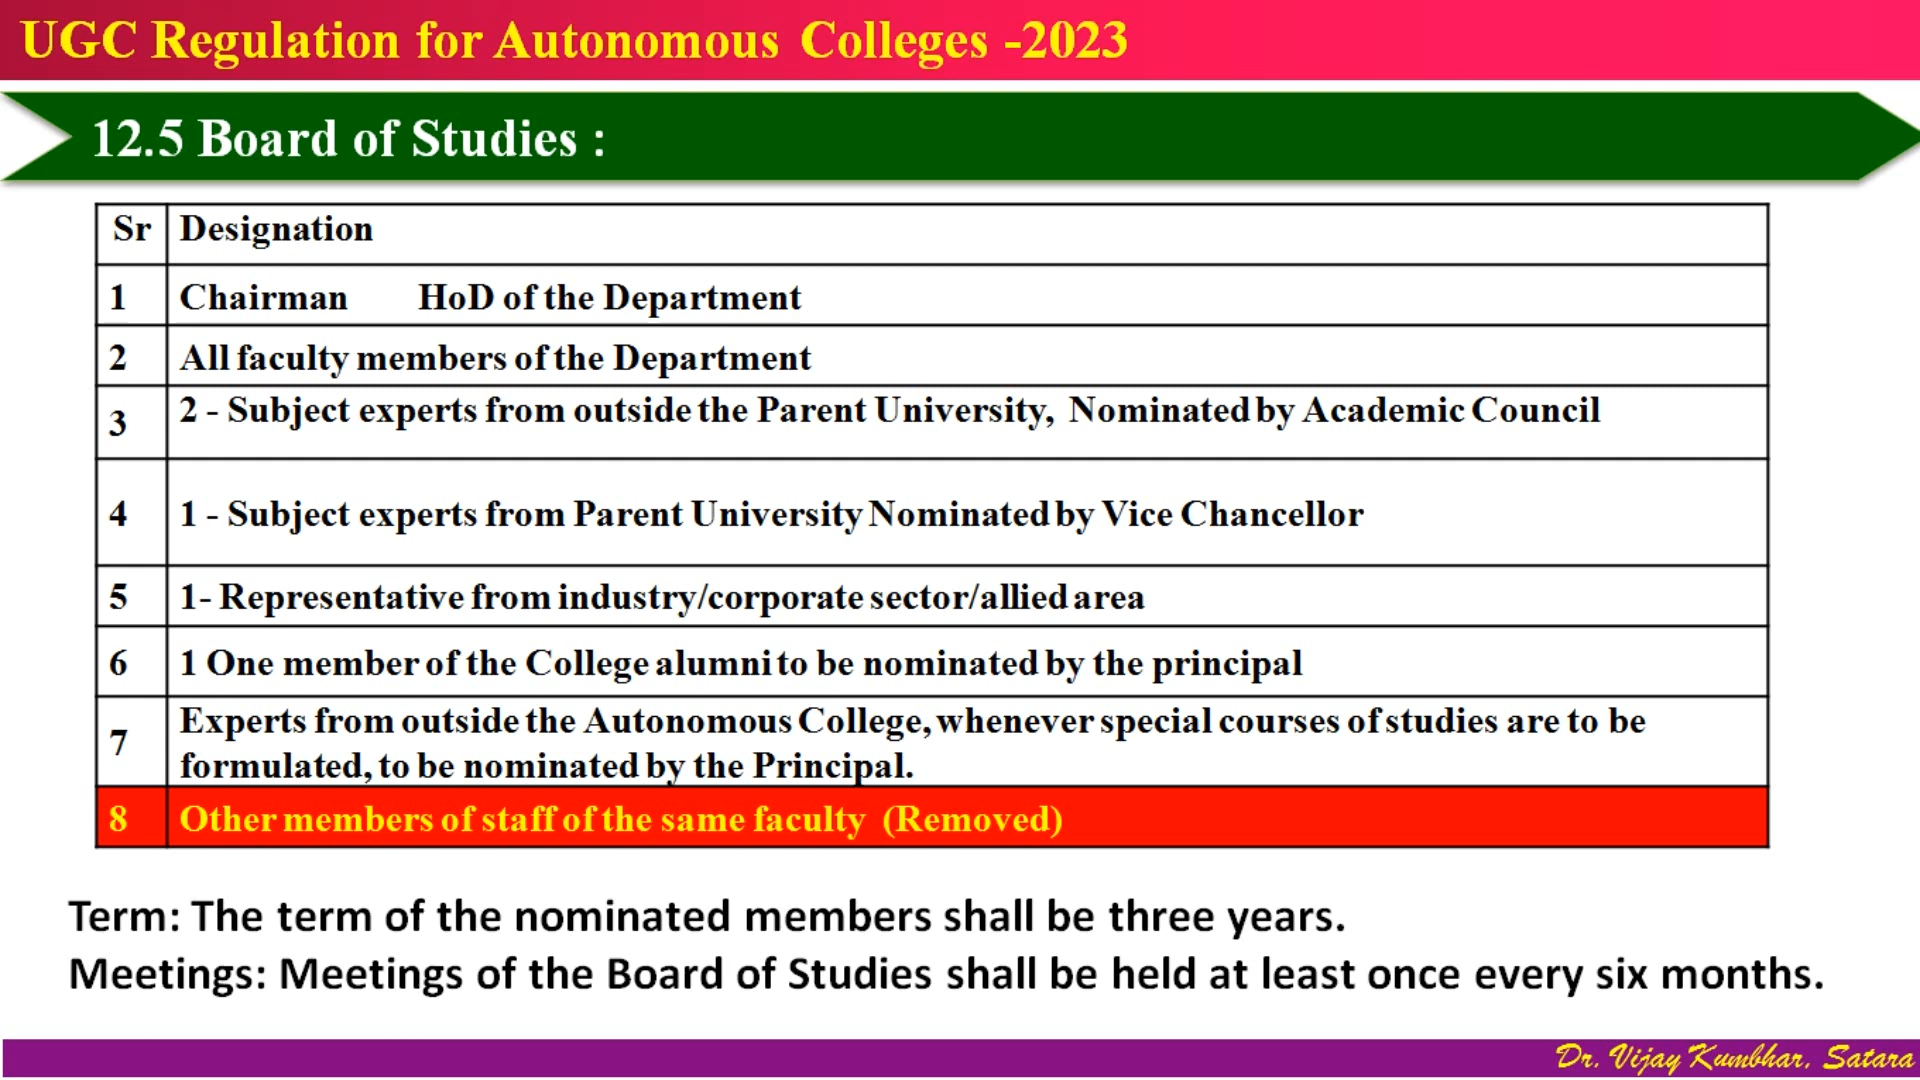 UGC Regulation for Autonomous Colleges -2023
12.5 Board of Studies :
Sr Designation
1 Chairman HoD of the Department
2 All faculty members of the Department
3 2 - Subject experts from outside the Parent University, Nominated by Academic Council
4 1 - Subject experts from Parent University Nominated by Vice Chancellor
5 1- Representative from industry/corporate sector/allied area
6 1 One member of the College alumni to be nominated by the principal
7 Experts from outside the Autonomous College, whenever special courses of studies are to be
formulated, to be nominated by the Principal.
8 Other members of staff of the same faculty (Removed)
Term: The term of the nominated members shall be three years.
Meetings: Meetings of the Board of Studies shall be held at least once every six months.
Dr. Vijay Kumbhar, Satara